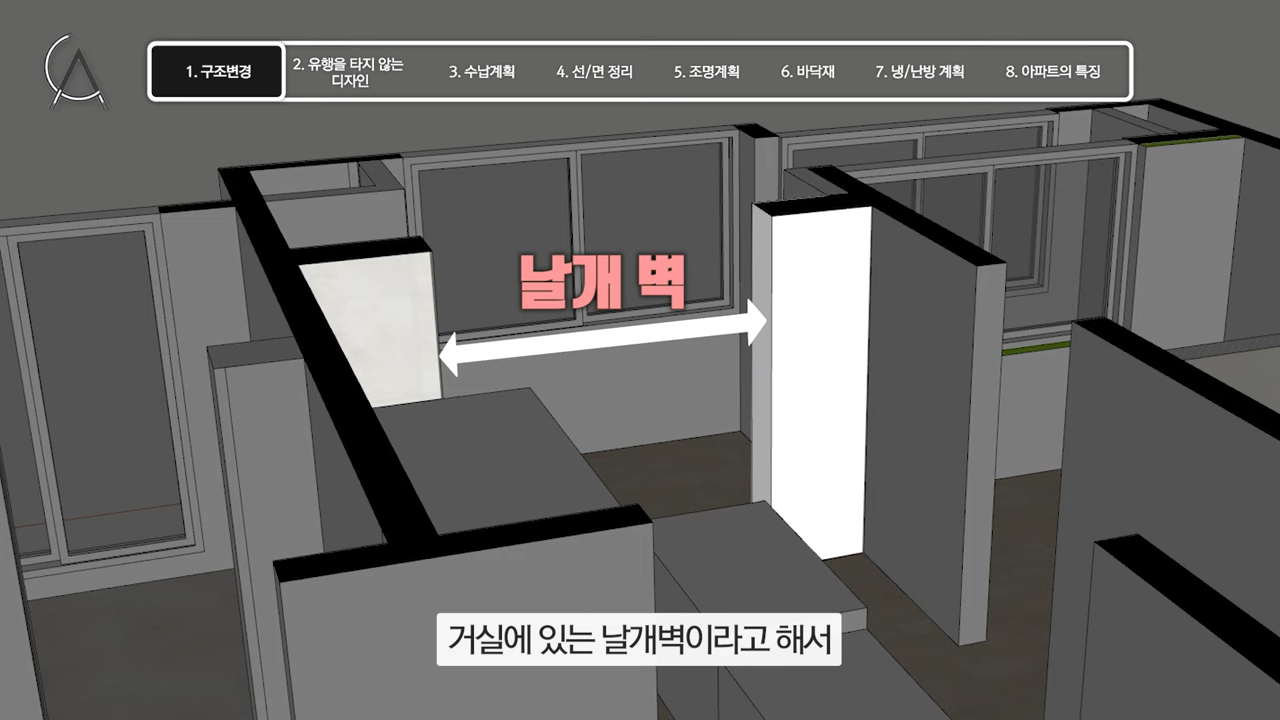 1. 구조변경
2. 유행을 타지 않는
디자인
3. 수납계획
4. 선/면 정리
5. 조명계획
6. 바닥재
7. 냉/난방 계획
8. 아파트의 특징
날개 벽
거실에 있는 날개벽이라고 해서